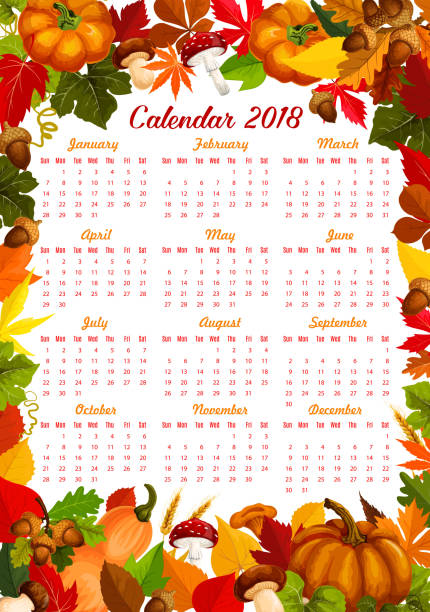 Calendar 2018
January
Sun Mon Tue Wed Thu Fri Sat
1 2 3 4 5 6
7 8 9 10 11 12 13
14 15 16 17 18 19 20
21 22 23 24 25 26 27
28 29 30 31
February
Sun Mon Tue Wed Thu Fri Sat
1 2 3
4 5 6 7 8 9 10
11 12 13 14 15 16 17
18 19 20 21 22 23 24
25 26 27 28
March
Sun Mon Tue Wed Thu Fri Sat
1 2 3
4 5 6 7 8 9 10
11 12 13 14 15 16 17
18 19 20 21 22 23 24
25 26 27 28 29 30 31
April
Sun Mon Tue Wed Thu Fri Sat
1 2 3 4 5 6 7
8 9 10 11 12 13 14
15 16 17 18 19 20 21
22 23 24 25 26 27 28
29 30
May
Sun Mon Tue Wed Thu Fri Sat
1 2 3 4 5
6 7 8 9 10 11 12
13 14 15 16 17 18 19
20 21 22 23 24 25 26
27 28 29 30 31
June
Sun Mon Tue Wed Thu Fri Sat
1 2
3 4 5 6 7 8 9
10 11 12 13 14 15 16
17 18 19 20 21 22 23
24 25 26 27 28 29 30
July
Sun Mon Tue Wed Thu Fri Sat
1 2 3 4 5 6 7
8 9 10 11 12 13 14
15 16 17 18 19 20 21
22 23 24 25 26 27 28
29 30 31
August
Sun Mon Tue Wed Thu Fri Sat
1 2 3 4
5 6 7 8 9 10 11
12 13 14 15 16 17 18
19 20 21 22 23 24 25
26 27 28 29 30 31
September
Sun Mon Tue Wed Thu Fri Sat
1
2 3 4 5 6 7 8
9 10 11 12 13 14 15
16 17 18 19 20 21 22
23 24 25 26 27 28 29
30
October
Sun Mon Tue Wed Thu Fri Sat
1 2 3 4 5 6
7 8 9 10 11 12 13
14 15 16 17 18 19 20
21 22 23 24 25 26 27
28 29 30 31
November
Sun Mon Tue Wed Thu Fri Sat
1 2 3
4 5 6 7 8 9 10
11 12 13 14 15 16 17
18 19 20 21 22 23 24
25 26 27 28 29 30
December
Sun Mon Tue Wed Thu Fri Sat
1
2 3 4 5 6 7 8
9 10 11 12 13 14 15
16 17 18 19 20 21 22
23 24 25 26 27 28 29
30 31